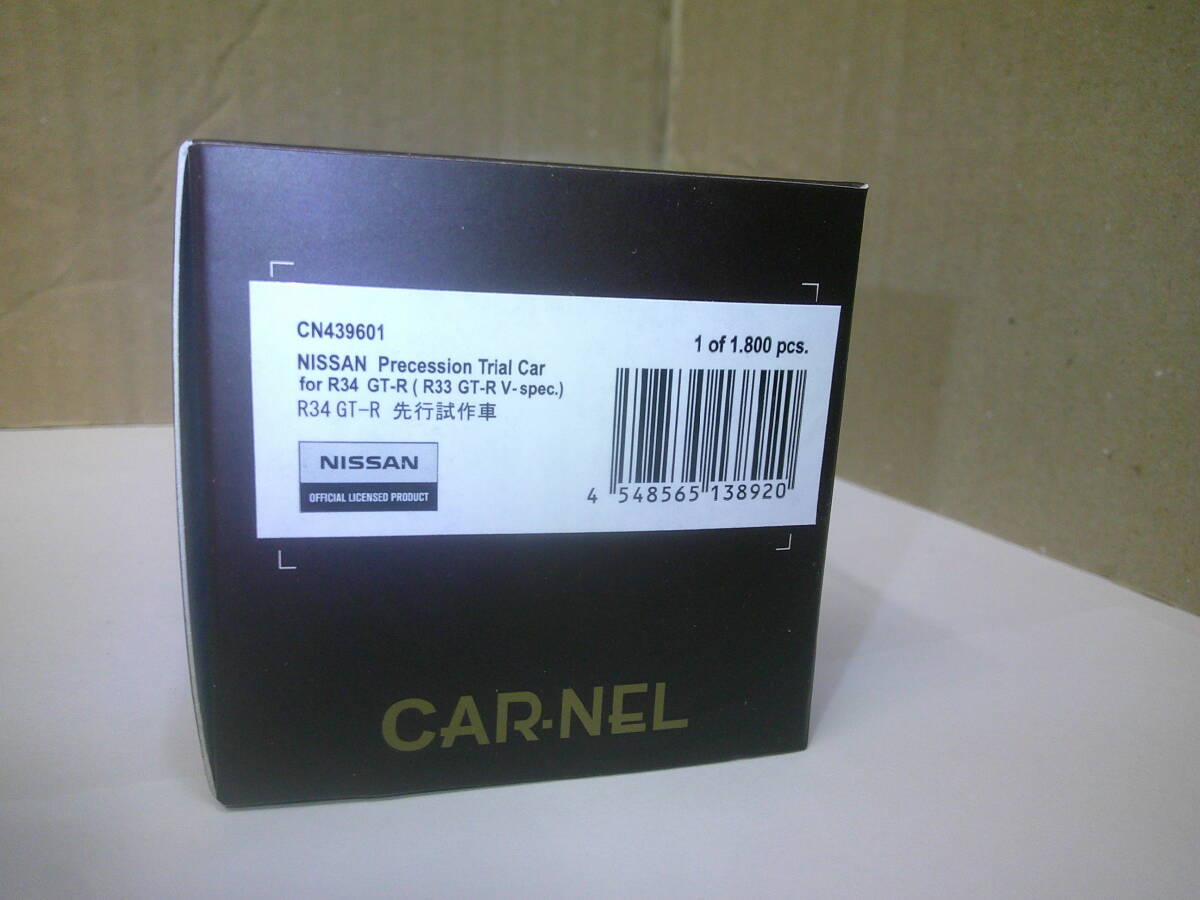 CN439601
1 of 1.800 pcs.
NISSAN Precession Trial Car
for R34 GT-R ( R33 GT-R V-spec.)
R34 GT-R 先行試作車
NISSAN
OFFICIAL LICENSED PRODUCT
4 548565 138920
CAR-NEL